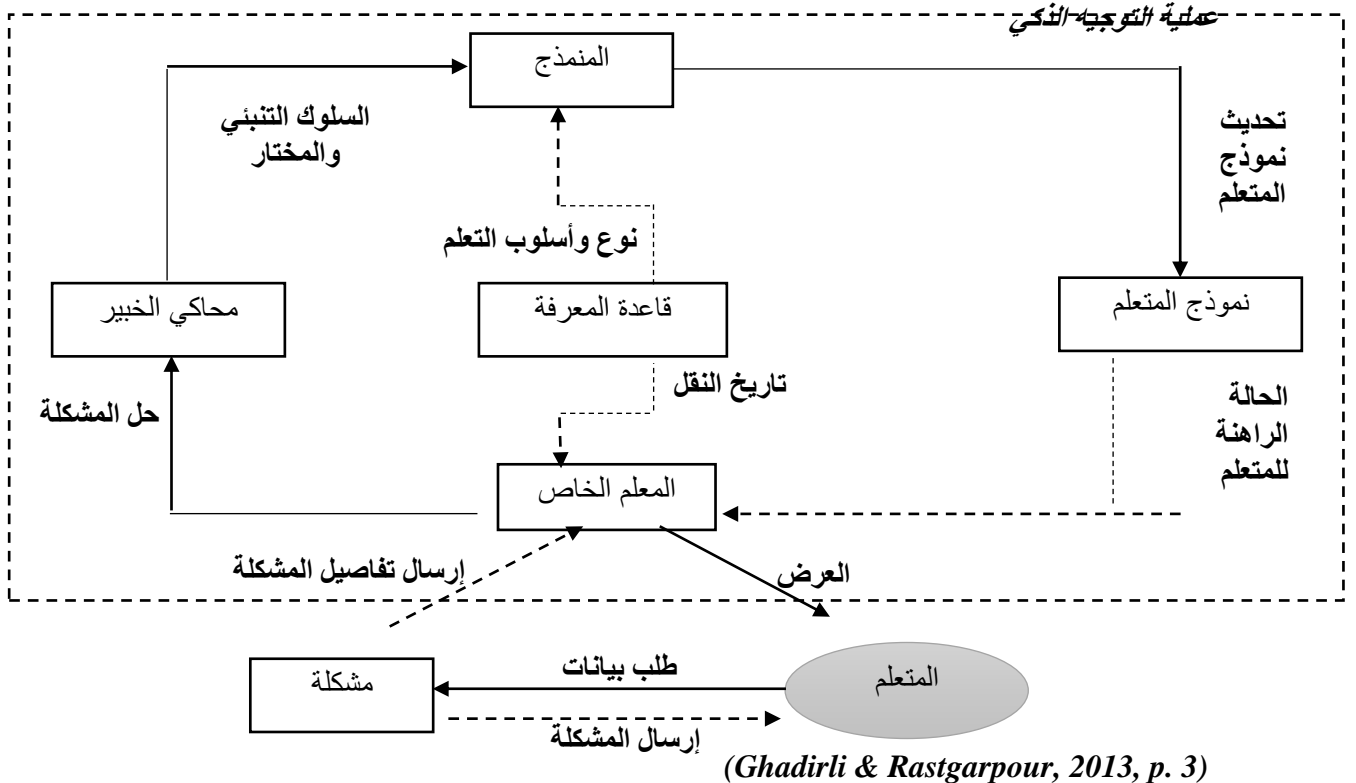 عملية التوجيه الذكي
المنمذج
السلوك التنبئي
والمختار
تحديث
نموذج
المتعلم
نوع وأسلوب التعلم
محاكي الخبير
قاعدة المعرفة
نموذج المتعلم
تاريخ النقل
حل المشكلة
الحالة
الراهنة
للمتعلم
المعلم الخاص
إرسال تفاصيل المشكلة
العرض
مشكلة
طلب بيانات
المتعلم
إرسال المشكلة
(Ghadirli & Rastgarpour, 2013, p. 3)